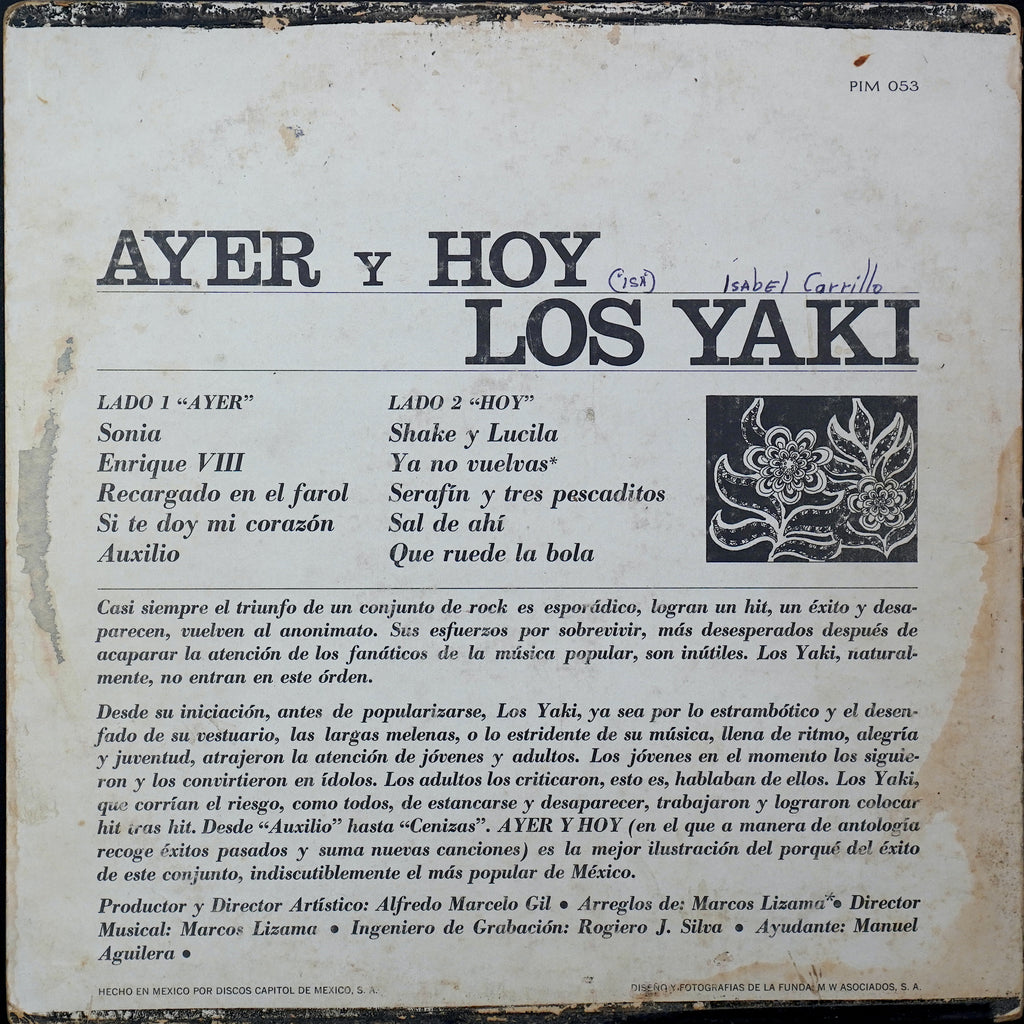 PIM 053
AYER Y HOY
("ISA") Isabel Carrillo
LOS YAKI
LADO 1 “AYER”
Sonia
Enrique VIII
Recargado en el farol
Si te doy mi corazón
Auxilio
LADO 2 “HOY”
Shake y Lucila
Ya no vuelvas*
Serafín y tres pescaditos
Sal de ahí
Que ruede la bola
Casi siempre el triunfo de un conjunto de rock es esporádico, logran un hit, un éxito y desa-
parecen, vuelven al anonimato. Sus esfuerzos por sobrevivir, más desesperados después de
acaparar la atención de los fanáticos de la música popular, son inútiles. Los Yaki, natural-
mente, no entran en este órden.
Desde su iniciación, antes de popularizarse, Los Yaki, ya sea por lo estrambótico y el desen-
fado de su vestuario, las largas melenas, o lo estridente de su música, llena de ritmo, alegría
y juventud, atrajeron la atención de jóvenes y adultos. Los jóvenes en el momento los siguie-
ron y los convirtieron en ídolos. Los adultos los criticaron, esto es, hablaban de ellos. Los Yaki,
que corrían el riesgo, como todos, de estancarse y desaparecer, trabajaron y lograron colocar
hit tras hit. Desde “Auxilio” hasta “Cenizas”. AYER Y HOY (en el que a manera de antología
recoge éxitos pasados y suma nuevas canciones) es la mejor ilustración del porqué del éxito
de este conjunto, indiscutiblemente el más popular de México.
Productor y Director Artístico: Alfredo Marcelo Gil • Arreglos de: Marcos Lizama* • Director
Musical: Marcos Lizama • Ingeniero de Grabación: Rogiero J. Silva • Ayudante: Manuel
Aguilera •
HECHO EN MEXICO POR DISCOS CAPITOL DE MEXICO, S. A.
DISEÑO Y FOTOGRAFIAS DE LA FUNDA: M W ASOCIADOS, S. A.